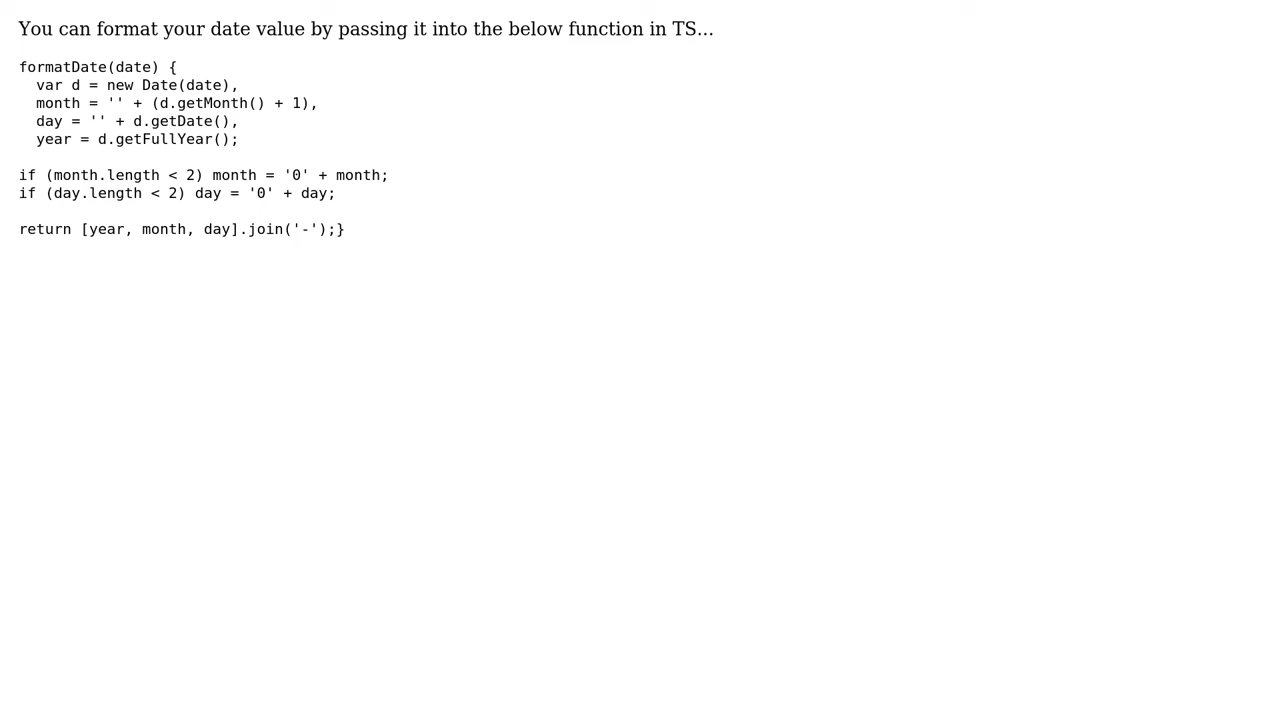 You can format your date value by passing it into the below function in TS...
formatDate(date) {
  var d = new Date(date),
  month = '' + (d.getMonth() + 1),
  day = '' + d.getDate(),
  year = d.getFullYear();

if (month.length < 2) month = '0' + month;
if (day.length < 2) day = '0' + day;

return [year, month, day].join('-');}